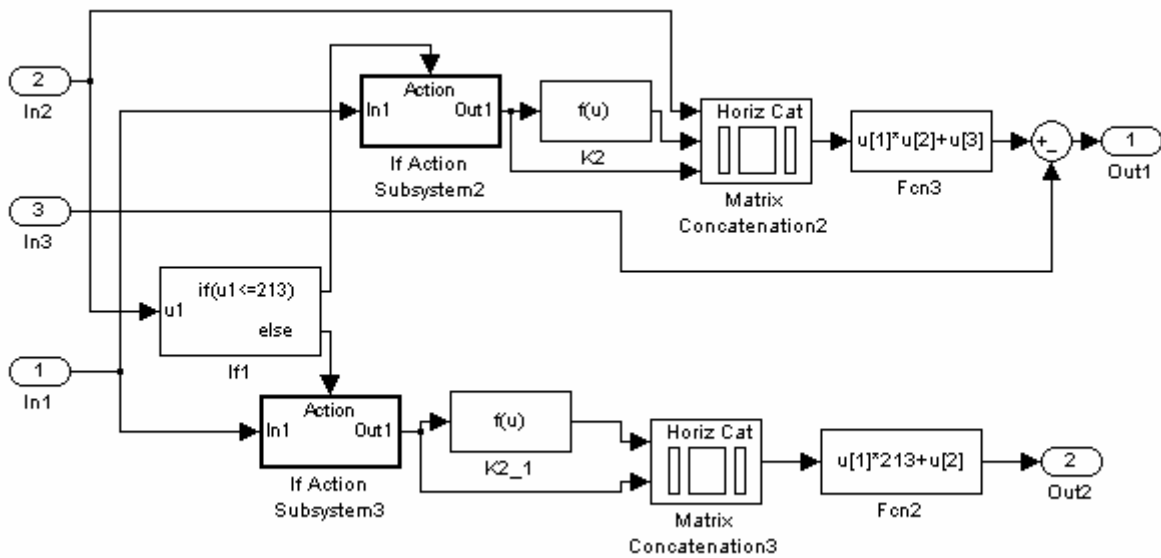 2
In2
Action
In1
Out1
If Action
Subsystem2
f(u)
K2
Horiz Cat
Matrix
Concatenation2
u[1]*u[2]+u[3]
Fcn3
+
-
1
Out1
3
In3
u1
if(u1<=213)
else
If1
1
In1
Action
In1
Out1
If Action
Subsystem3
f(u)
K2_1
Horiz Cat
Matrix
Concatenation3
u[1]*213+u[2]
Fcn2
2
Out2